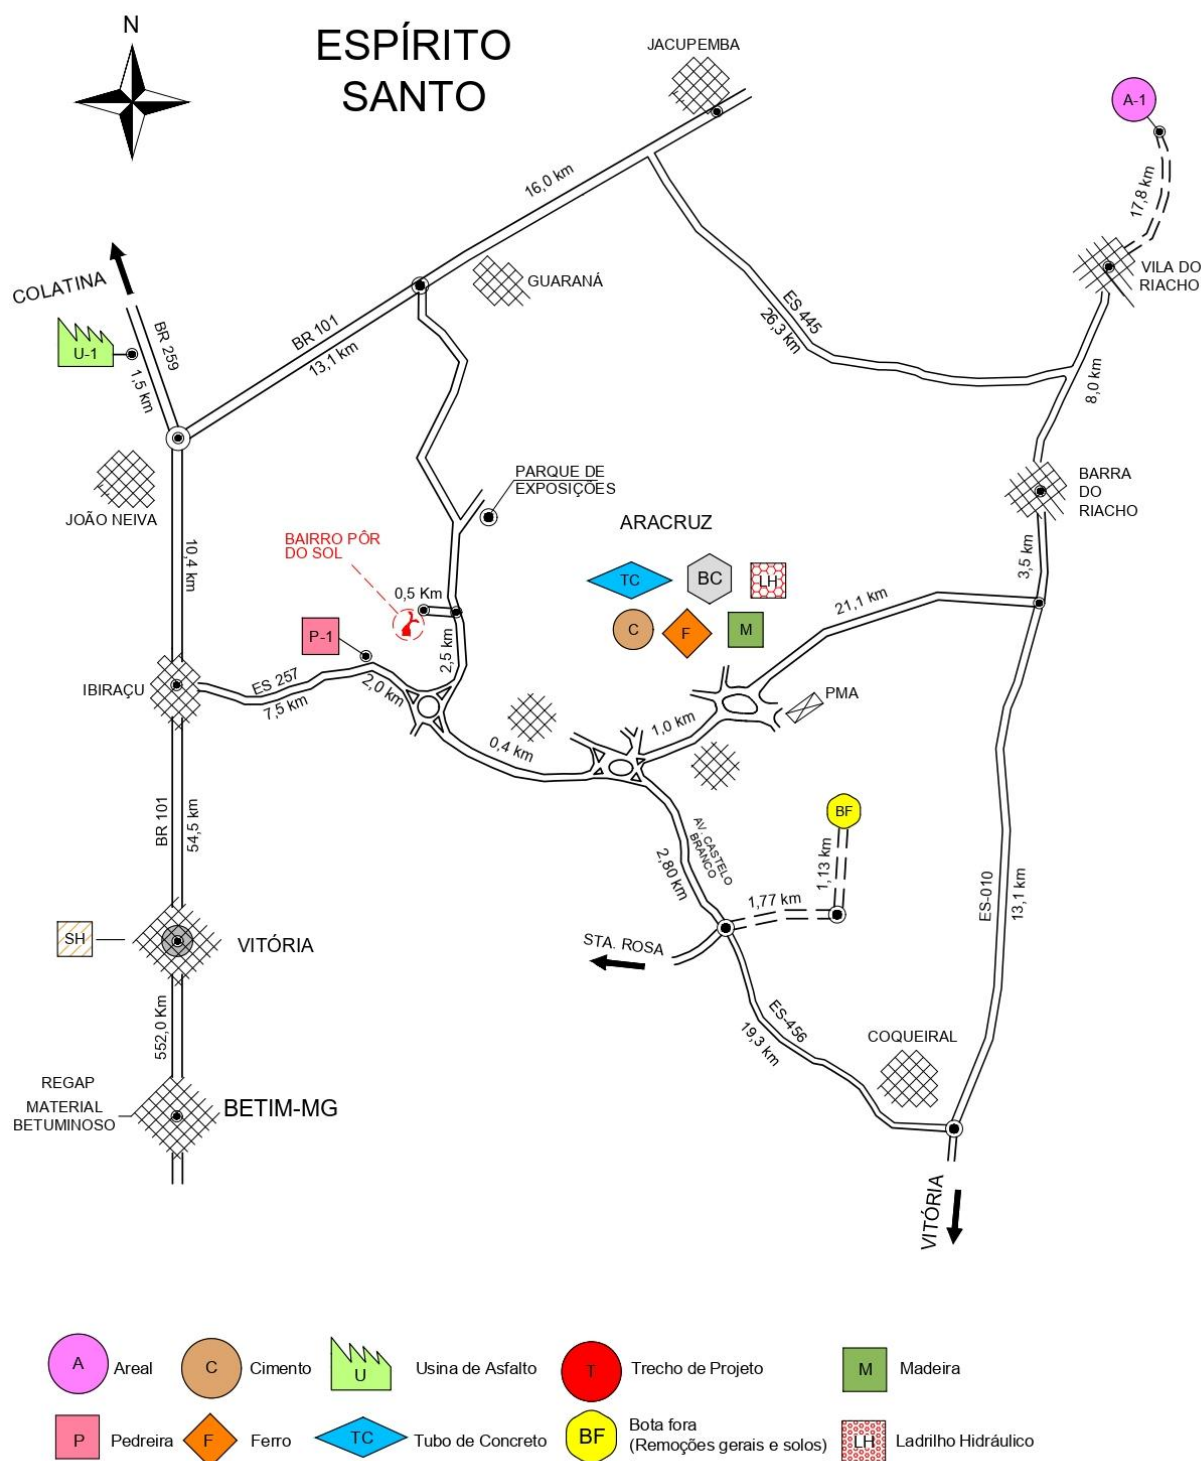 N
ESPÍRITO
SANTO
JACUPEMBA
A-1
16,0 km
17,8 km
VILA DO
RIACHO
COLATINA
GUARANÁ
U-1
BR 259
1,5 km
BR 101
13,1 km
ES 445
26,3 km
8,0 km
JOÃO NEIVA
PARQUE DE
EXPOSIÇÕES
BARRA
DO
RIACHO
ARACRUZ
BAIRRO PÔR
DO SOL
10,4 km
0,5 Km
TC
BC
LH
C
F
M
3,5 km
21,1 km
P-1
2,5 km
IBIRAÇU
ES 257
7,5 km
2,0 km
0,4 km
1,0 km
PMA
BR 101
54,5 km
AV. CASTELO
BRANCO
2,80 km
BF
1,13 km
1,77 km
ES-010
13,1 km
SH
VITÓRIA
STA. ROSA
552,0 Km
ES-456
19,3 km
COQUEIRAL
REGAP
MATERIAL
BETUMINOSO
BETIM-MG
VITÓRIA
A Areal
C Cimento
U Usina de Asfalto
T Trecho de Projeto
M Madeira
P Pedreira
F Ferro
TC Tubo de Concreto
BF Bota fora
(Remoções gerais e solos)
LH Ladrilho Hidráulico